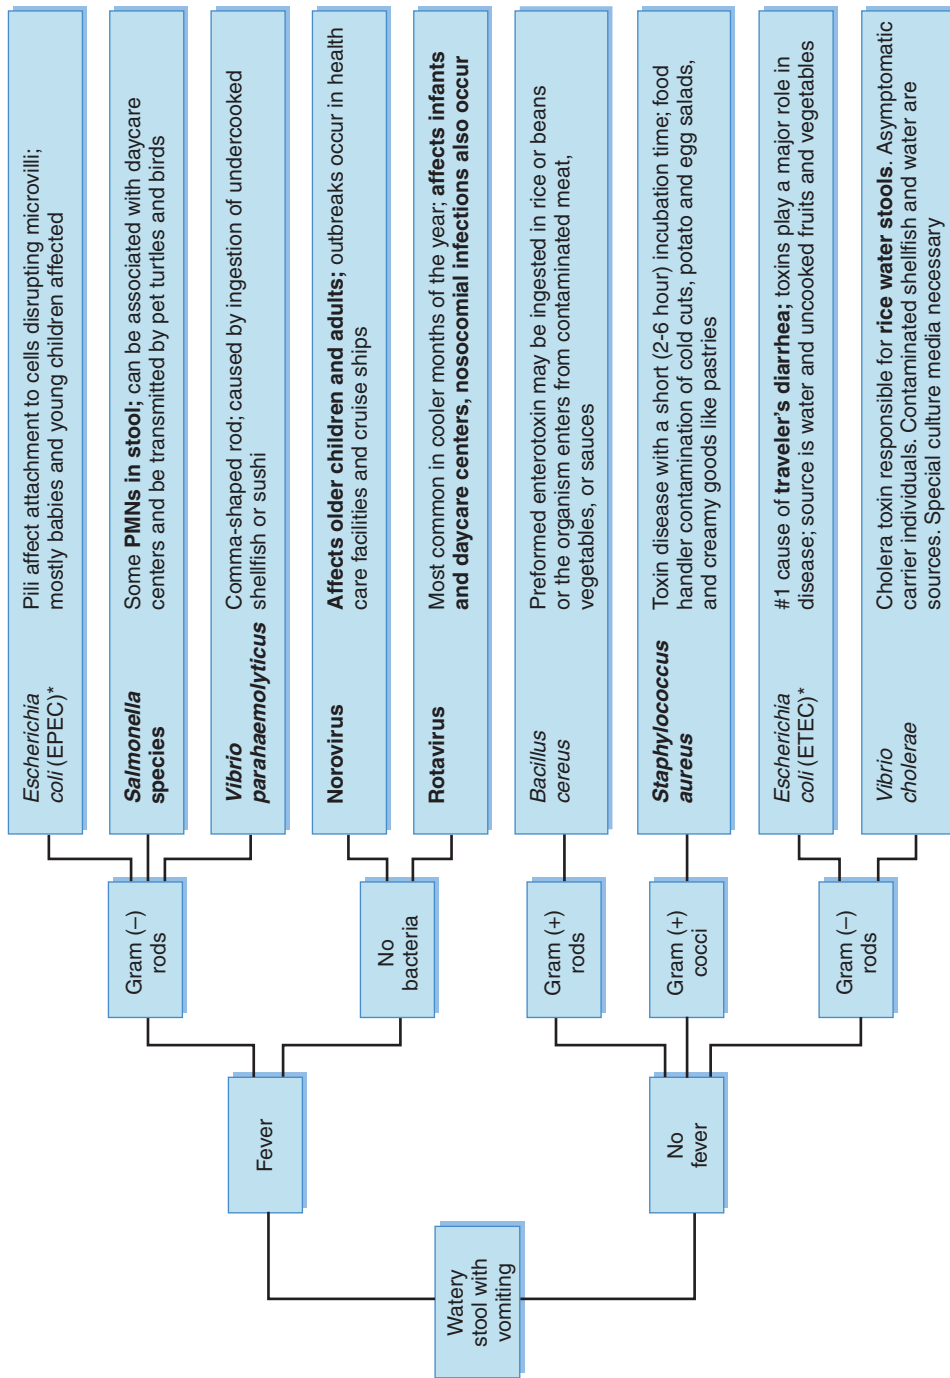 Watery
stool with
vomiting
Fever
Gram (–)
rods
Escherichia
coli (EPEC)*
Pili affect attachment to cells disrupting microvilli;
mostly babies and young children affected
Salmonella
species
Some PMNs in stool; can be associated with daycare
centers and be transmitted by pet turtles and birds
Vibrio
parahaemolyticus
Comma-shaped rod; caused by ingestion of undercooked
shellfish or sushi
No
bacteria
Norovirus
Affects older children and adults; outbreaks occur in health
care facilities and cruise ships
Rotavirus
Most common in cooler months of the year; affects infants
and daycare centers, nosocomial infections also occur
No
fever
Gram (+)
rods
Bacillus
cereus
Preformed enterotoxin may be ingested in rice or beans
or the organism enters from contaminated meat,
vegetables, or sauces
Gram (+)
cocci
Staphylococcus
aureus
Toxin disease with a short (2-6 hour) incubation time; food
handler contamination of cold cuts, potato and egg salads,
and creamy goods like pastries
Gram (–)
rods
Escherichia
coli (ETEC)*
#1 cause of traveler's diarrhea; toxins play a major role in
disease; source is water and uncooked fruits and vegetables
Vibrio
cholerae
Cholera toxin responsible for rice water stools. Asymptomatic
carrier individuals. Contaminated shellfish and water are
sources. Special culture media necessary